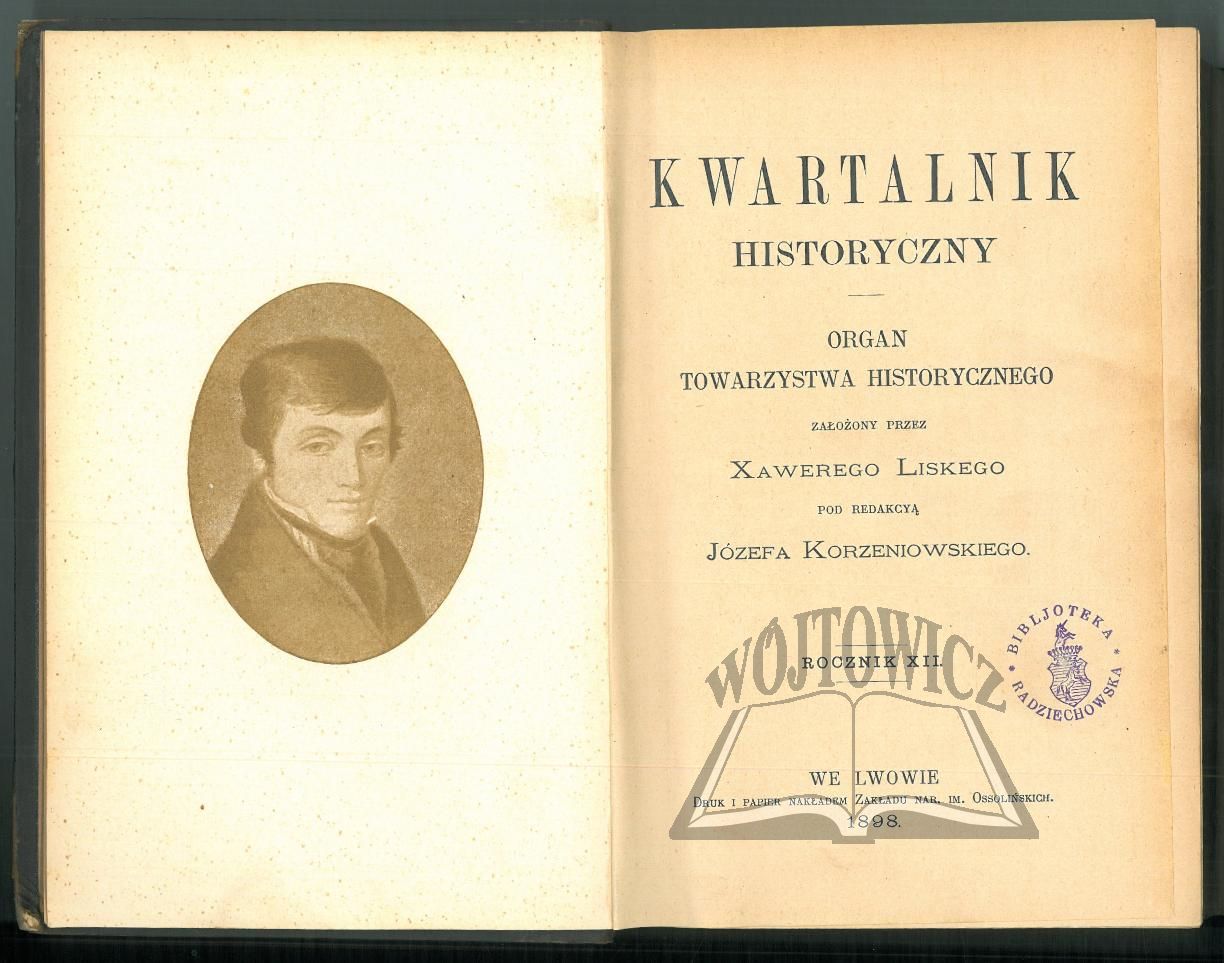 KWARTALNIK
HISTORYCZNY
ORGAN
TOWARZYSTWA HISTORYCZNEGO
ZAŁOŻONY PRZEZ
XAWEREGO LISKEGO
POD REDAKCYĄ
JÓZEFA KORZENIOWSKIEGO.
WÓJTOWICZ
ROCZNIK XII.
BIBLJOTEKA
* RADZIECHOWSKA *
WE LWOWIE
DRUK I PAPIER NAKŁADEM ZAKŁADU NAR. IM. OSSOLIŃSKICH.
1898.